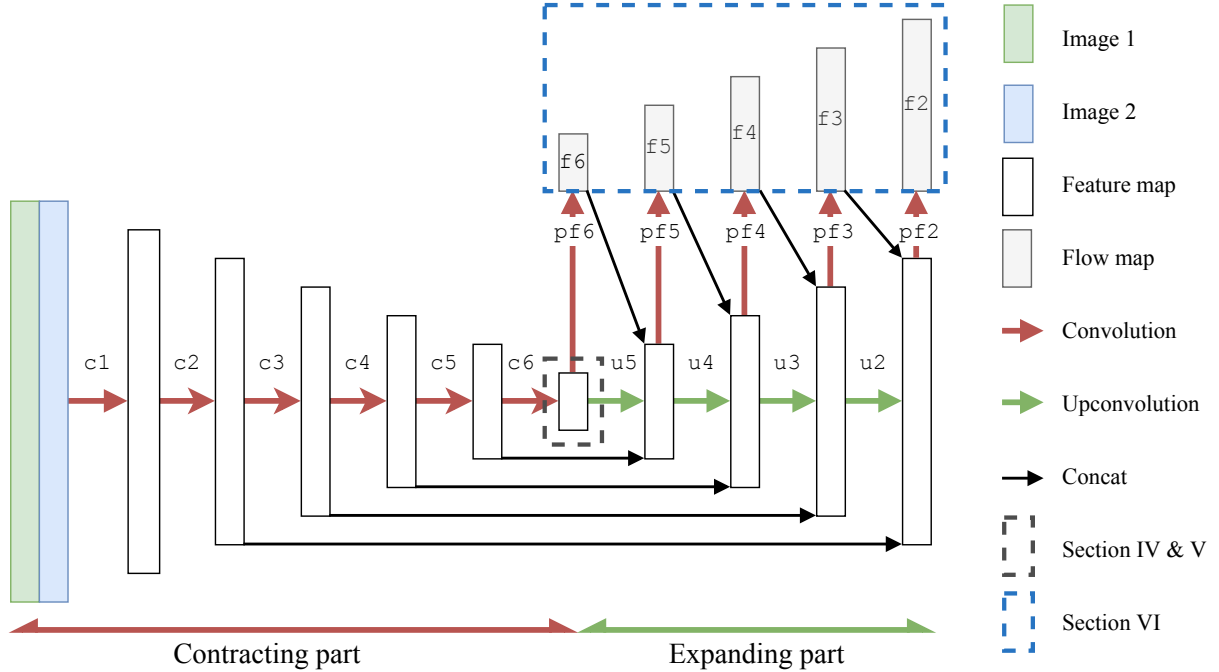 f6
f5
f4
f3
f2
pf6
pf5
pf4
pf3
pf2
c1
c2
c3
c4
c5
c6
u5
u4
u3
u2
Contracting part
Expanding part
Image 1
Image 2
Feature map
Flow map
Convolution
Upconvolution
Concat
Section IV & V
Section VI